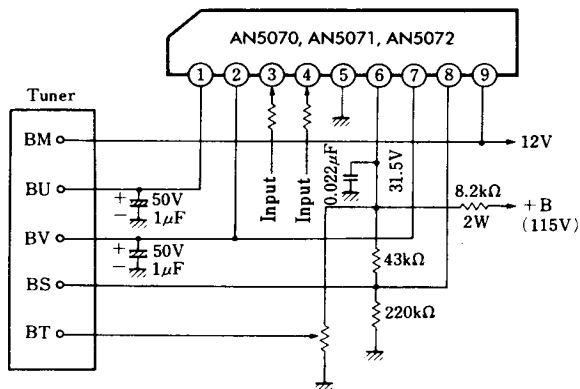 AN5070, AN5071, AN5072
1 2 3 4 5 6 7 8 9
Tuner
BM
12V
BU
+
−
50V
1μF
Input
Input
0.022μF
31.5V
8.2kΩ
2W
+B
(115V)
BV
+
−
50V
1μF
43kΩ
BS
220kΩ
BT